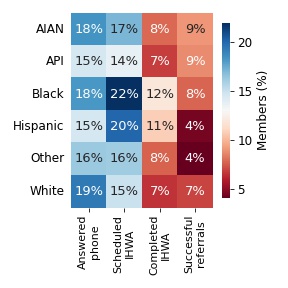 AIAN 18% 17% 8% 9%
API 15% 14% 7% 9%
Black 18% 22% 12% 8%
Hispanic 15% 20% 11% 4%
Other 16% 16% 8% 4%
White 19% 15% 7% 7%
Answered
phone
Scheduled
IHWA
Completed
IHWA
Successful
referrals
20
15
10
5
Members (%)